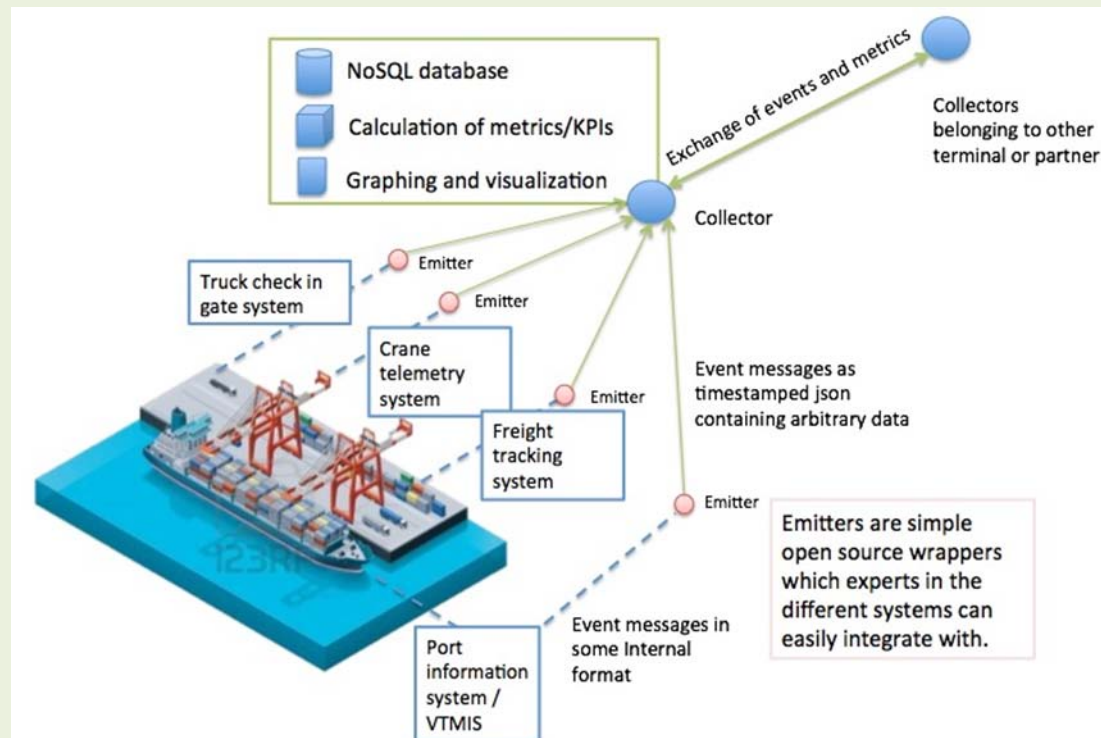 NoSQL database
Calculation of metrics/KPIs
Graphing and visualization
Exchange of events and metrics
Collectors
belonging to other
terminal or partner
Collector
Truck check in
gate system
Emitter
Emitter
Crane
telemetry
system
Emitter
Freight
tracking
system
Event messages as
timestamped json
containing arbitrary data
Emitter
Emitters are simple
open source wrappers
which experts in the
different systems can
easily integrate with.
Event messages in
some Internal
format
Port
information
system /
VTMIS